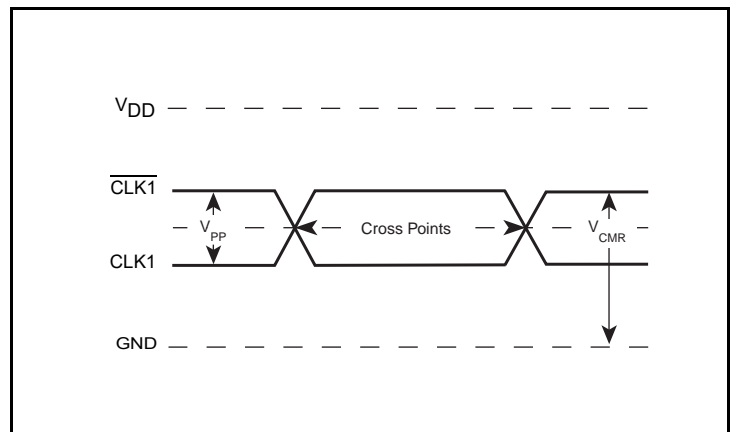 VDD
CLK1
VPP
Cross Points
VCMR
CLK1
GND